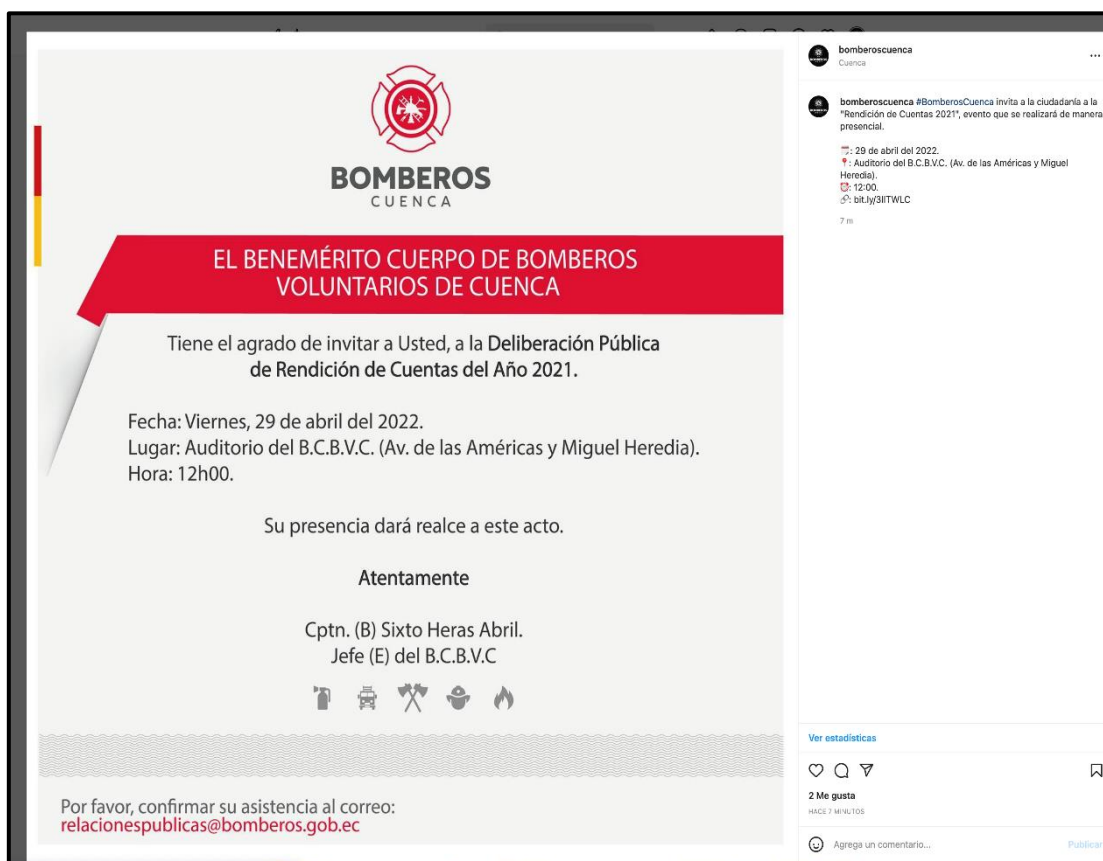 BOMBEROS
CUENCA
EL BENEMÉRITO CUERPO DE BOMBEROS
VOLUNTARIOS DE CUENCA
Tiene el agrado de invitar a Usted, a la Deliberación Pública
de Rendición de Cuentas del Año 2021.
Fecha: Viernes, 29 de abril del 2022.
Lugar: Auditorio del B.C.B.V.C. (Av. de las Américas y Miguel Heredia).
Hora: 12h00.
Su presencia dará realce a este acto.
Atentamente
Cptn. (B) Sixto Heras Abril.
Jefe (E) del B.C.B.V.C
Por favor, confirmar su asistencia al correo:
relacionespublicas@bomberos.gob.ec
bomberoscuenca
Cuenca
bomberoscuenca #BomberosCuenca invita a la ciudadanía a la
"Rendición de Cuentas 2021", evento que se realizará de manera
presencial.
: 29 de abril del 2022.
: Auditorio del B.C.B.V.C. (Av. de las Américas y Miguel
Heredia).
: 12:00.
: bit.ly/3IITWLC
7 m
Ver estadísticas
2 Me gusta
HACE 7 MINUTOS
Agrega un comentario...
Publicar